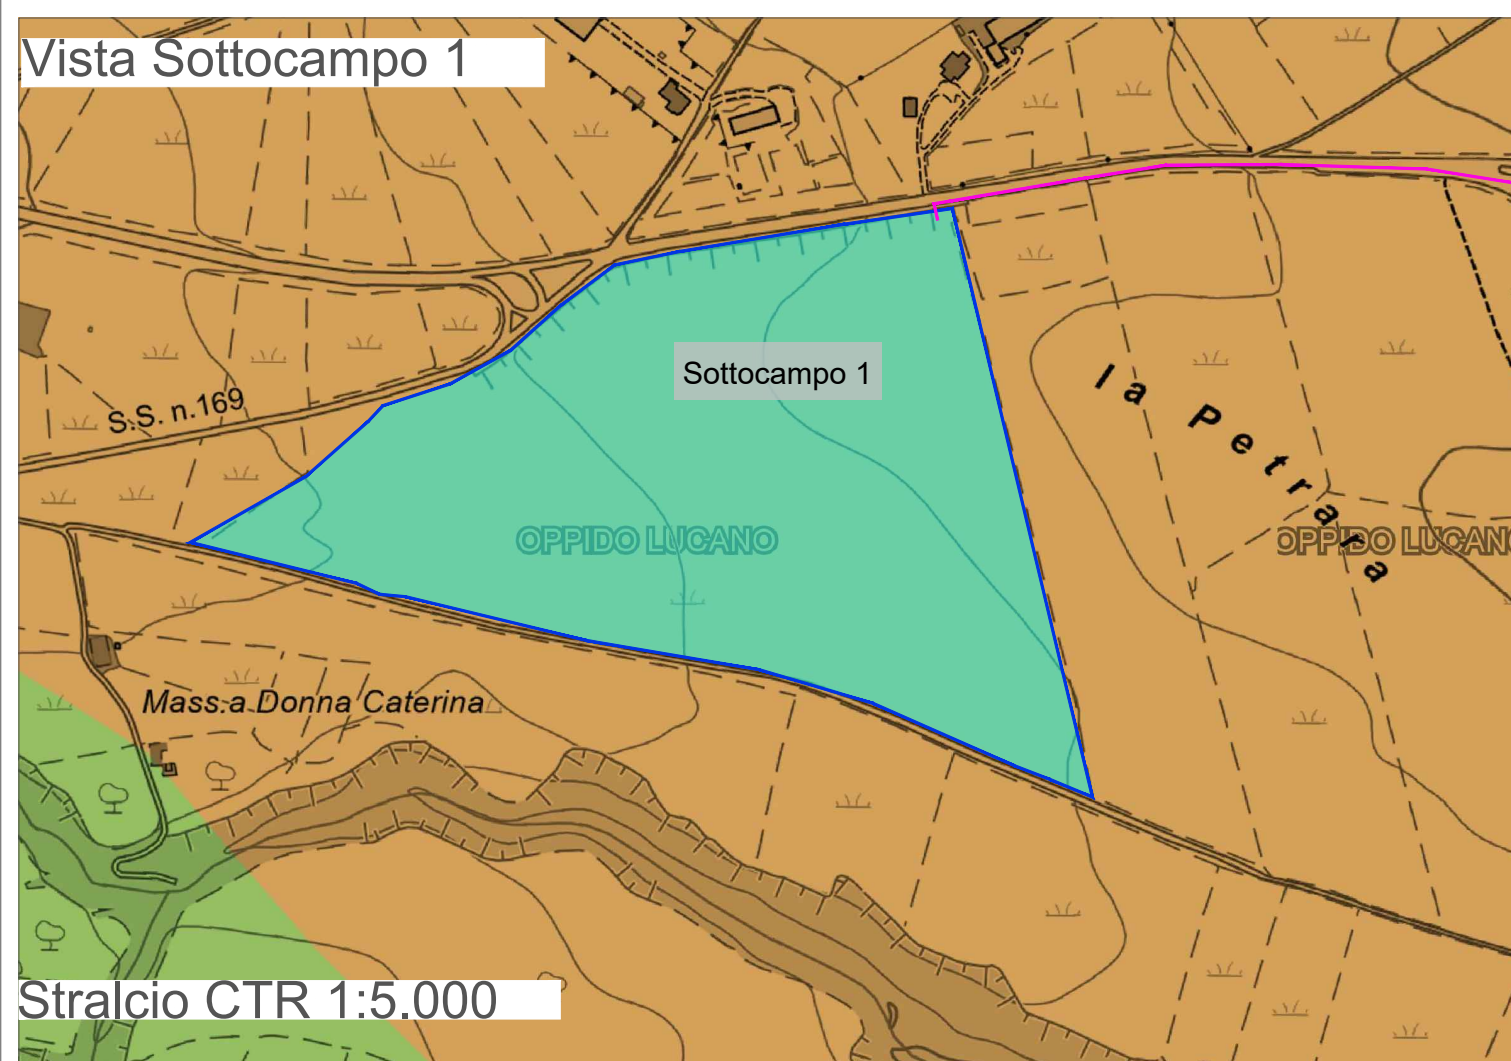 Vista Sottocampo 1
Sottocampo 1
S.S. n.169
la Petrara
OPPIDO LUCANO
OPPIDO LUCANO
Mass.a Donna Caterina
Stralcio CTR 1:5.000